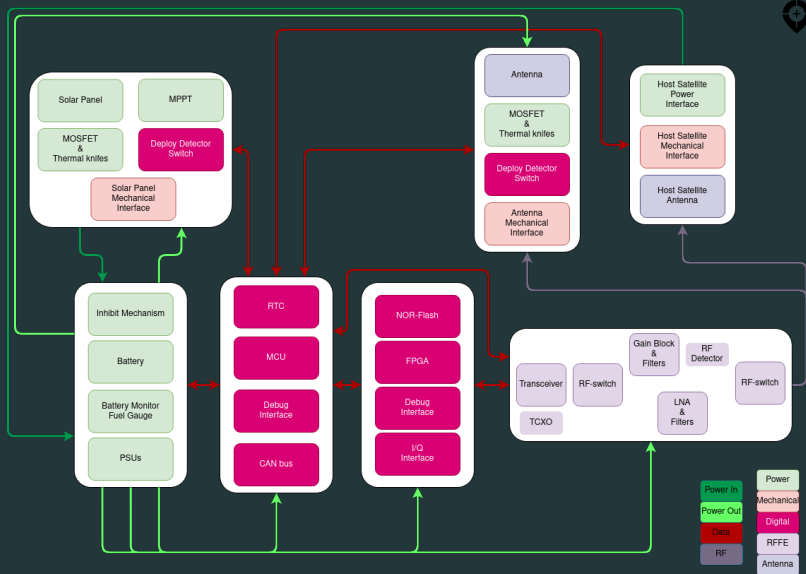 Solar Panel
MPPT
MOSFET
&
Thermal knifes
Deploy Detector
Switch
Solar Panel
Mechanical
Interface
Antenna
MOSFET
&
Thermal knifes
Deploy Detector
Switch
Antenna
Mechanical
Interface
Host Satellite
Power
Interface
Host Satellite
Mechanical
Interface
Host Satellite
Antenna
Inhibit Mechanism
Battery
Battery Monitor
Fuel Gauge
PSUs
RTC
MCU
Debug
Interface
CAN bus
NOR-Flash
FPGA
Debug
Interface
I/Q
Interface
Transceiver
TCXO
RF-switch
Gain Block
&
Filters
RF
Detector
LNA
&
Filters
RF-switch
Power In
Power Out
Data
RF
Power
Mechanical
Digital
RFFE
Antenna